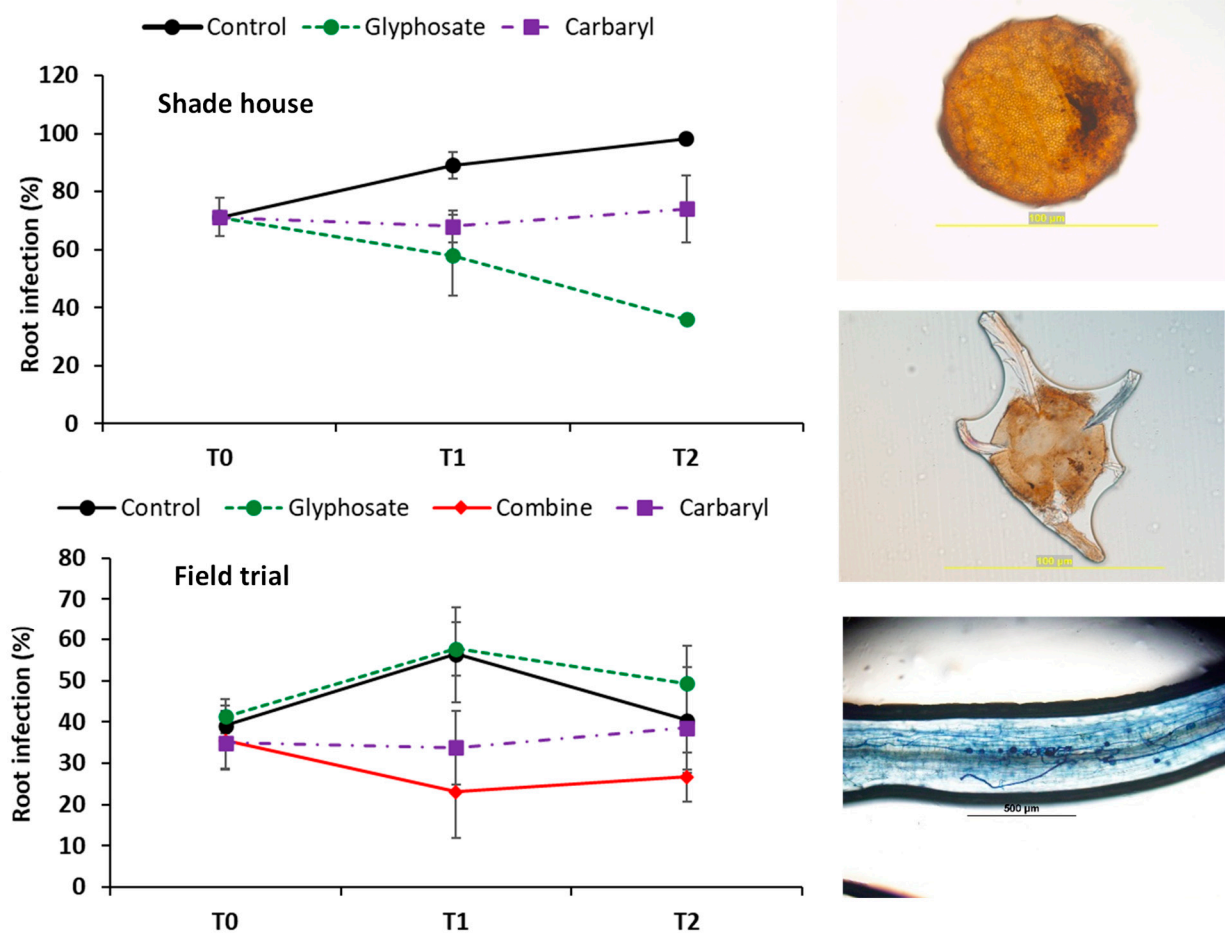 Control Glyphosate Carbaryl
Shade house
Root infection (%)
120
100
80
60
40
20
0
T0 T1 T2
Control Glyphosate Combine Carbaryl
Field trial
Root infection (%)
80
70
60
50
40
30
20
10
0
T0 T1 T2
100 µm
100 µm
500 µm